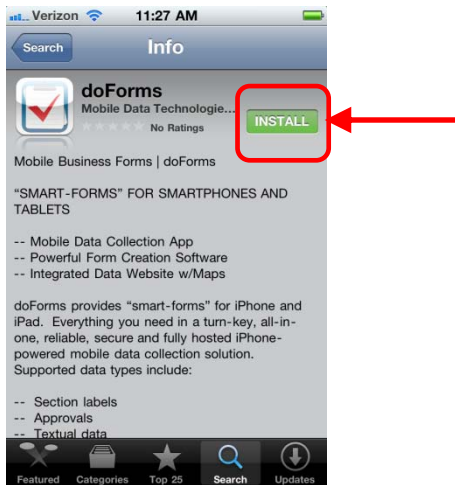 Verizon 11:27 AM
Search Info
doForms
Mobile Data Technologie...
No Ratings
INSTALL
Mobile Business Forms | doForms
“SMART-FORMS” FOR SMARTPHONES AND
TABLETS
-- Mobile Data Collection App
-- Powerful Form Creation Software
-- Integrated Data Website w/Maps
doForms provides “smart-forms” for iPhone and
iPad. Everything you need in a turn-key, all-in-
one, reliable, secure and fully hosted iPhone-
powered mobile data collection solution.
Supported data types include:
-- Section labels
-- Approvals
-- Textual data
Featured Categories Top 25 Search Updates